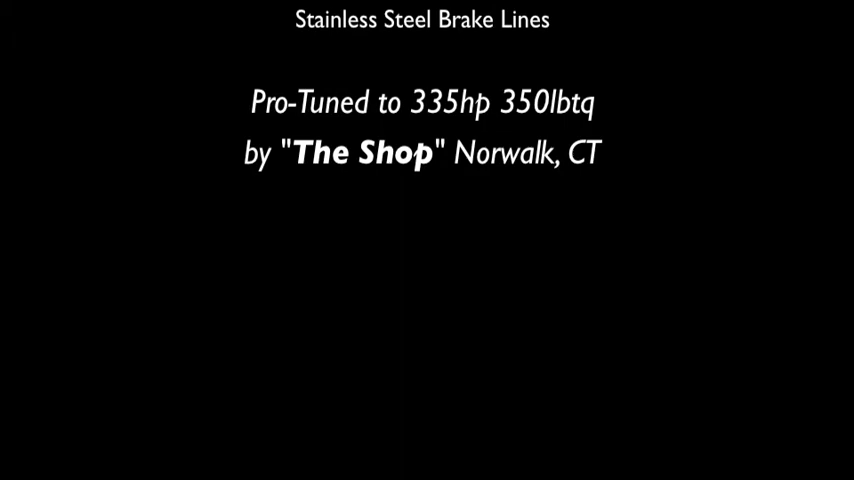 Stainless Steel Brake Lines
Pro-Tuned to 335hp 350lbtq
by "The Shop" Norwalk, CT